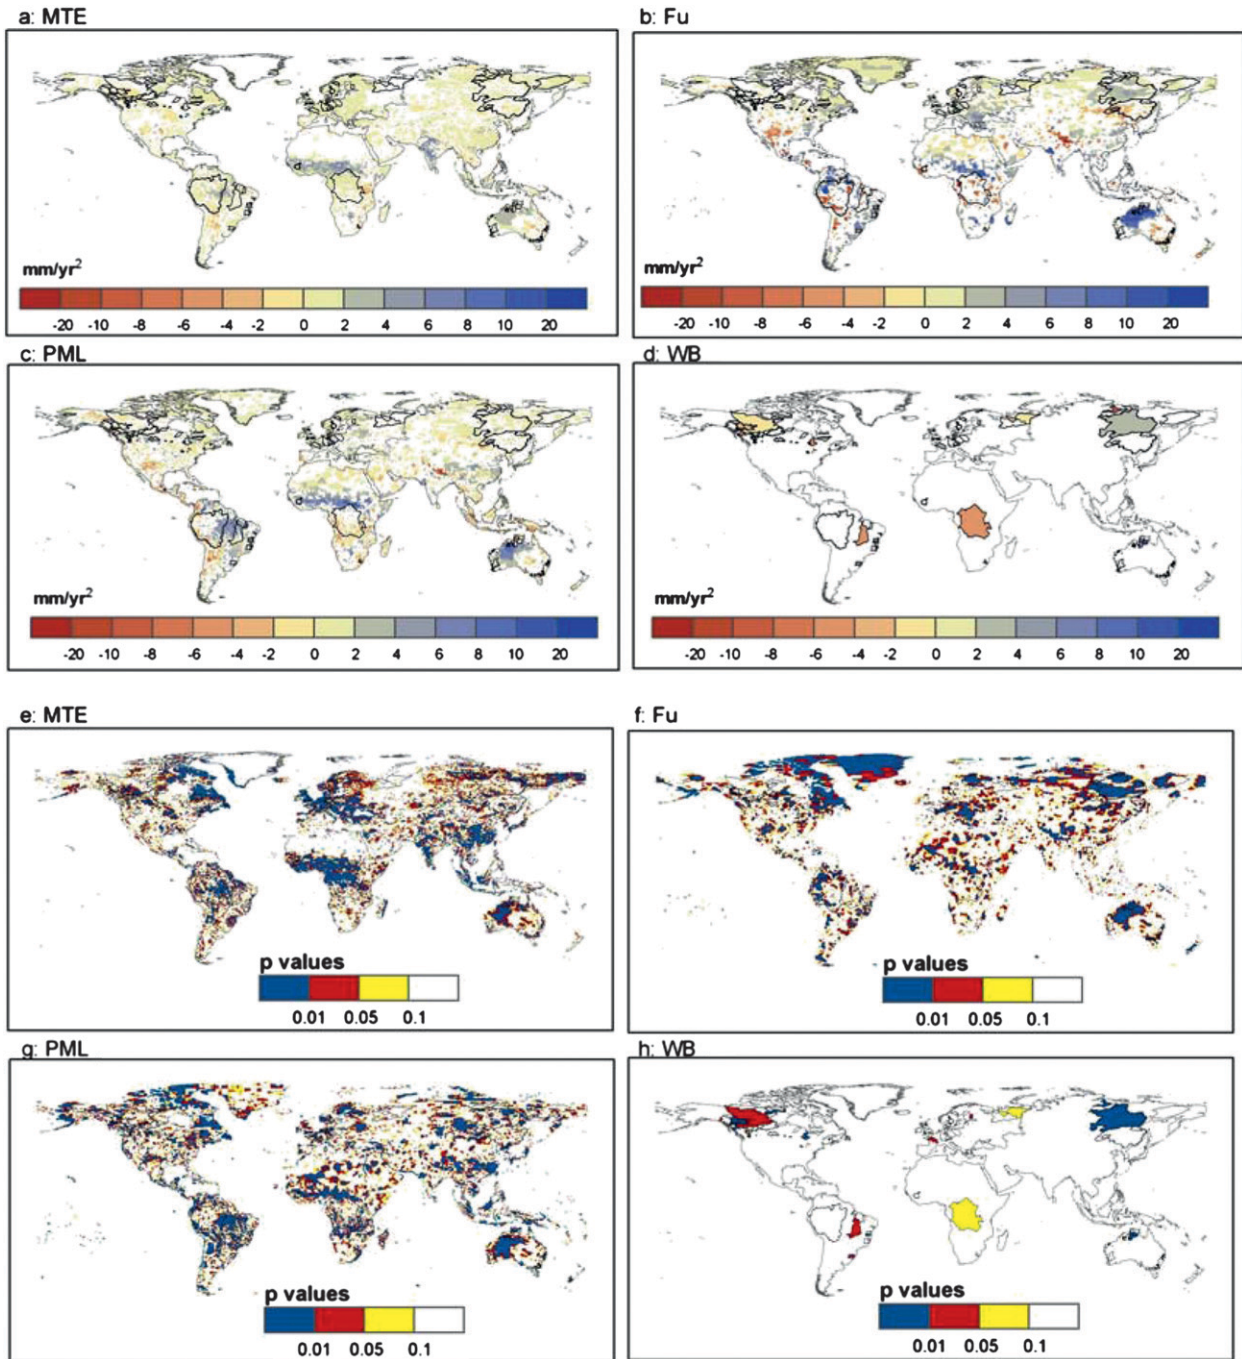 a: MTE
b: Fu
mm/yr2
-20 -10 -8 -6 -4 -2 0 2 4 6 8 10 20
mm/yr2
-20 -10 -8 -6 -4 -2 0 2 4 6 8 10 20
c: PML
d: WB
mm/yr2
-20 -10 -8 -6 -4 -2 0 2 4 6 8 10 20
mm/yr2
-20 -10 -8 -6 -4 -2 0 2 4 6 8 10 20
e: MTE
f: Fu
p values
0.01 0.05 0.1
p values
0.01 0.05 0.1
g: PML
h: WB
p values
0.01 0.05 0.1
p values
0.01 0.05 0.1